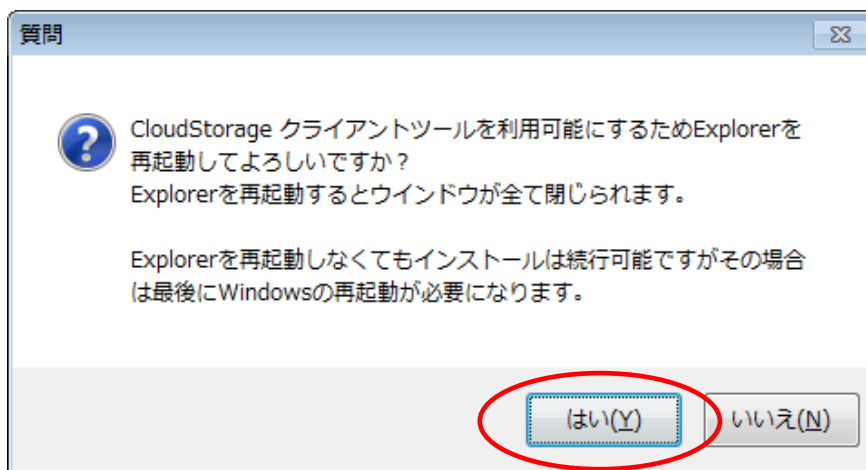 質問
CloudStorage クライアントツールを利用可能にするためExplorerを
再起動してよろしいですか？
Explorerを再起動するとウインドウが全て閉じられます。
Explorerを再起動しなくてもインストールは続行可能ですがその場合
は最後にWindowsの再起動が必要になります。
はい(Y) いいえ(N)